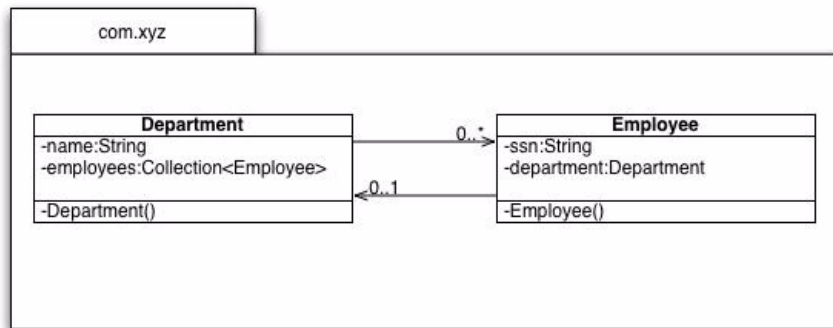 com.xyz
Department
-name:String
-employees:Collection<Employee>
-Department()
0..*
0..1
Employee
-ssn:String
-department:Department
-Employee()